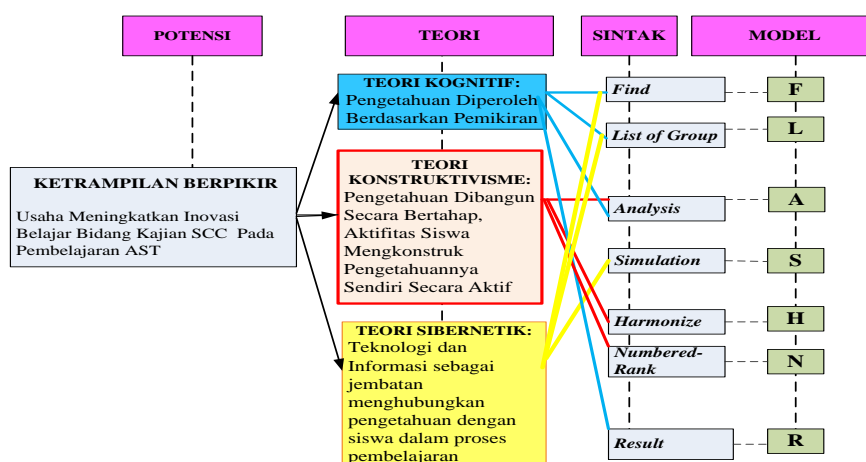 POTENSI
TEORI
SINTAK
MODEL
KETRAMPILAN BERPIKIR
Usaha Meningkatkan Inovasi
Belajar Bidang Kajian SCC Pada
Pembelajaran AST
TEORI KOGNITIF:
Pengetahuan Diperoleh
Berdasarkan Pemikiran
TEORI
KONSTRUKTIVISME:
Pengetahuan Dibangun
Secara Bertahap,
Aktifitas Siswa
Mengkonstruk
Pengetahuannya
Sendiri Secara Aktif
TEORI SIBERNETIK:
Teknologi dan
Informasi sebagai
jembatan
menghubungkan
pengetahuan dengan
siswa dalam proses
pembelajaran
Find
List of Group
Analysis
Simulation
Harmonize
Numbered-
Rank
Result
F
L
A
S
H
N
R